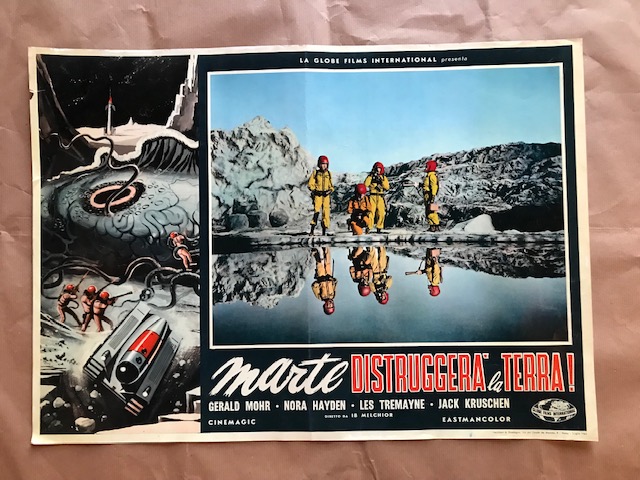 LA GLOBE FILMS INTERNATIONAL presenta
marte DISTRUGGERÀ la TERRA!
GERALD MOHR · NORA HAYDEN · LES TREMAYNE · JACK KRUSCHEN
CINEMAGIC
DIRETTO DA IB MELCHIOR
EASTMANCOLOR